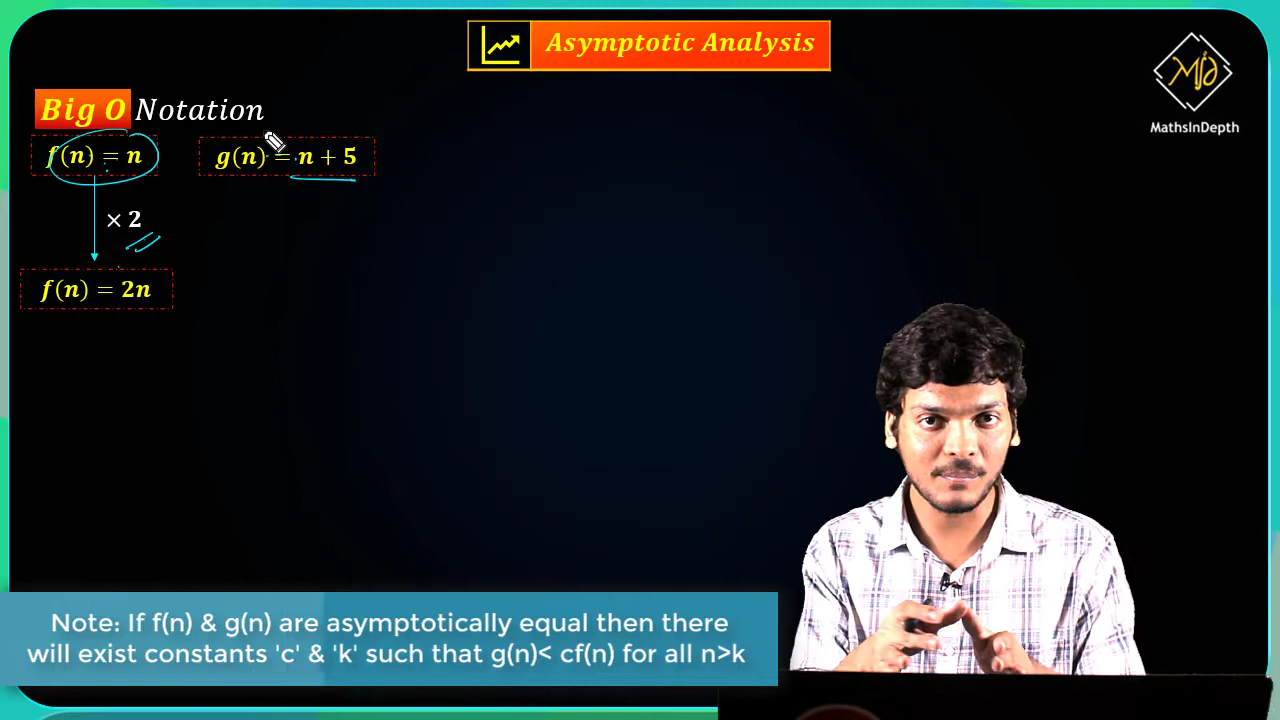 Asymptotic Analysis
MJD
MathsInDepth
Big O Notation
f(n) = n
g(n) = n + 5
× 2
f(n) = 2n
Note: If f(n) & g(n) are asymptotically equal then there
will exist constants 'c' & 'k' such that g(n)< cf(n) for all n>k